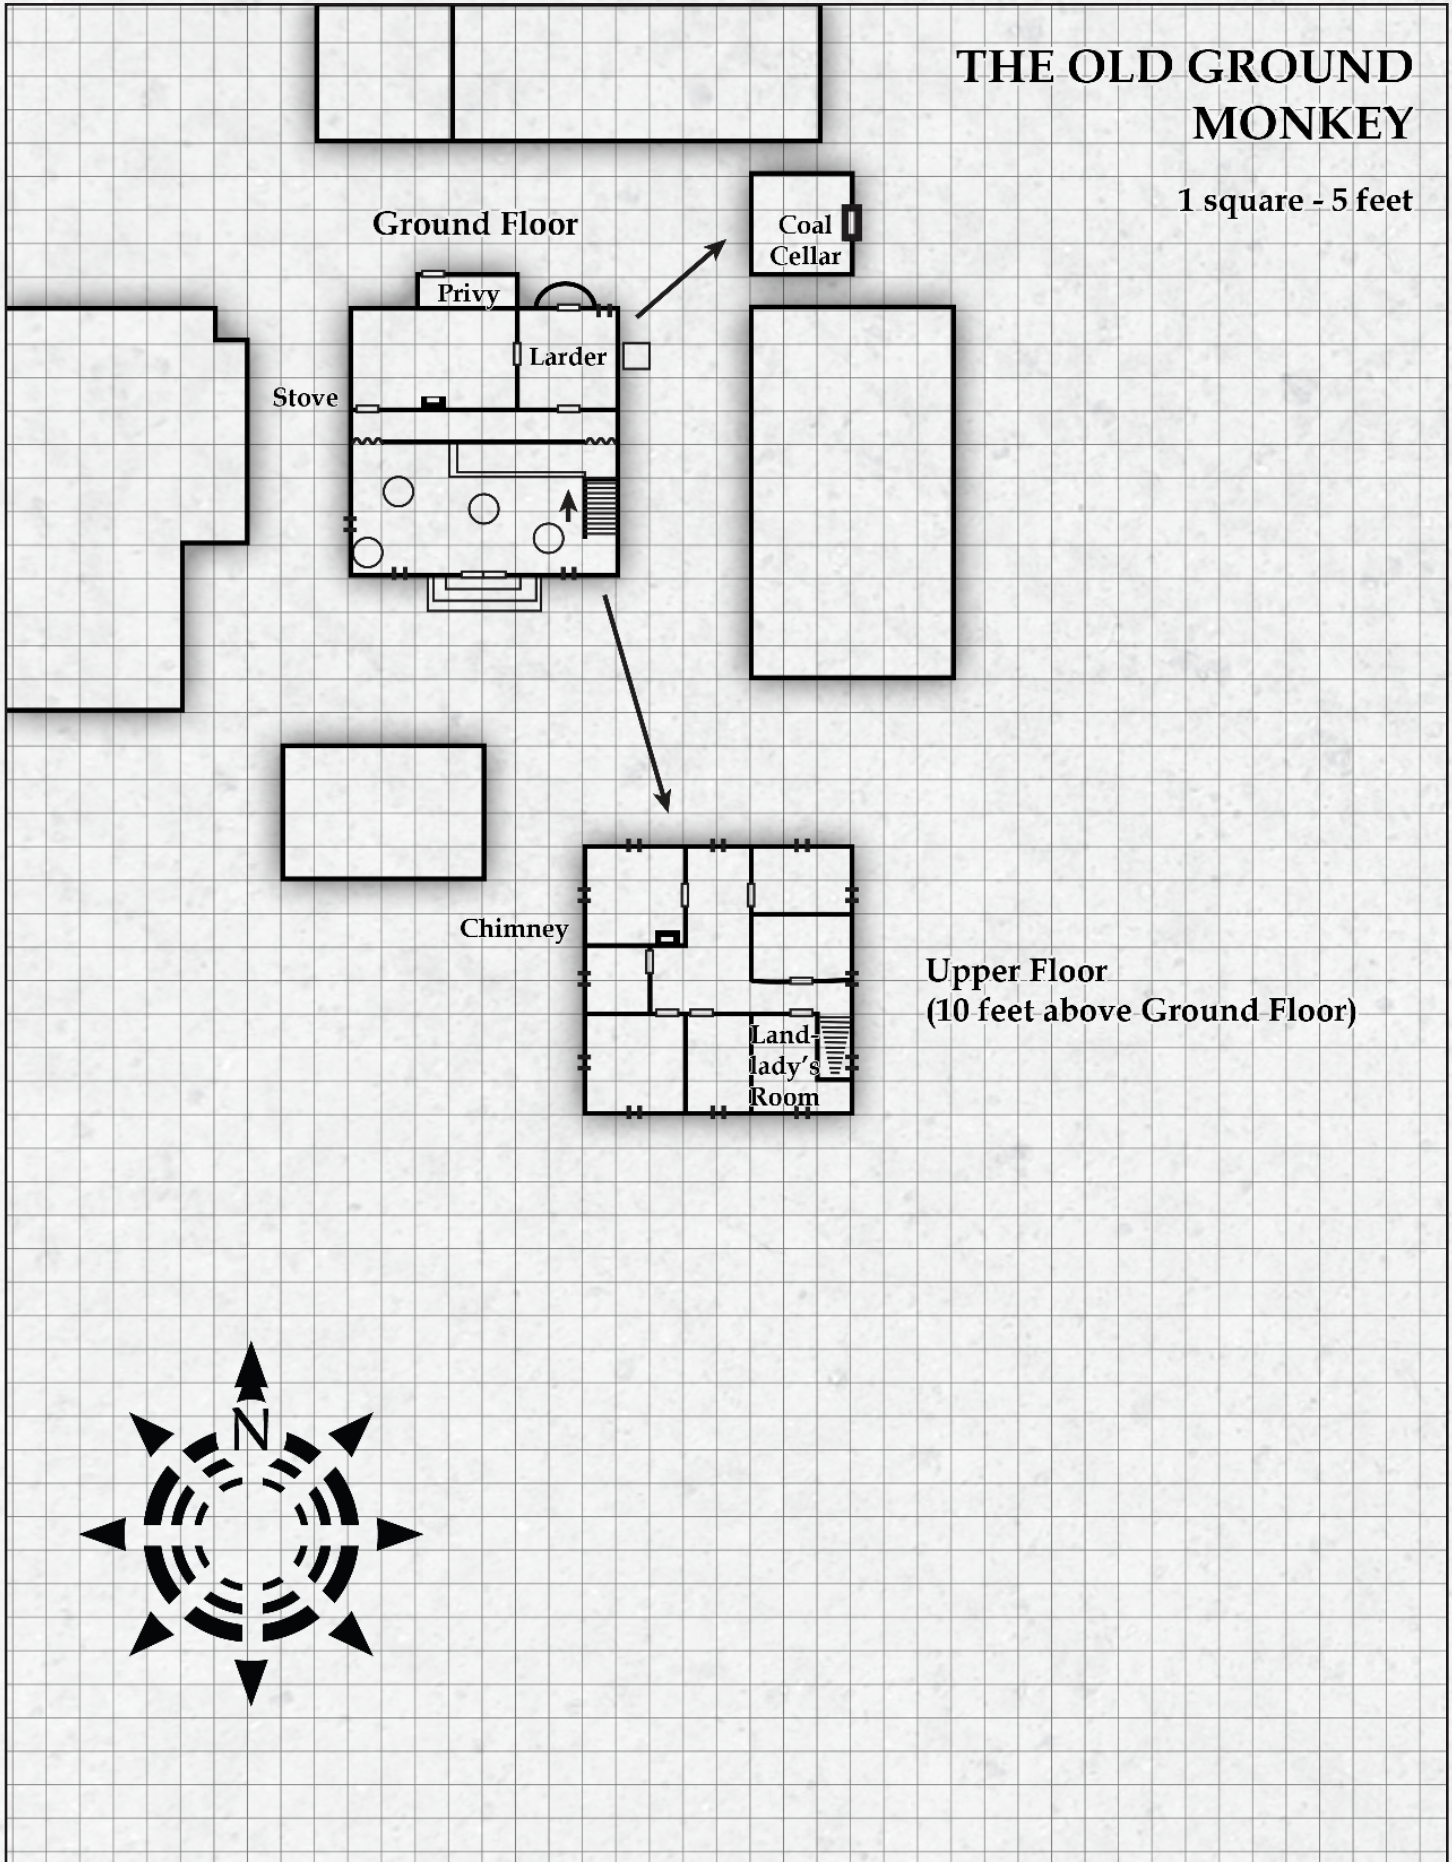 THE OLD GROUND
MONKEY
1 square - 5 feet
Ground Floor
Coal
Cellar
Privy
Larder
Stove
Chimney
Upper Floor
(10 feet above Ground Floor)
Land-
lady’s
Room
N